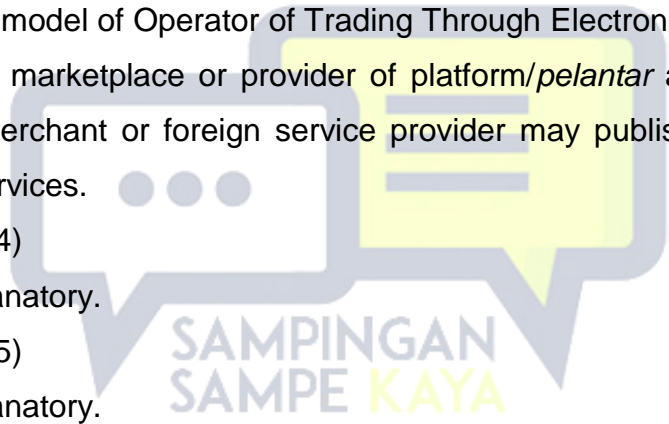 model of Operator of Trading Through Electron
marketplace or provider of platform/pelantar a
erchant or foreign service provider may publis
rvices.
4)
anatory.
5)
anatory.
SAMPINGAN
SAMPE KAYA